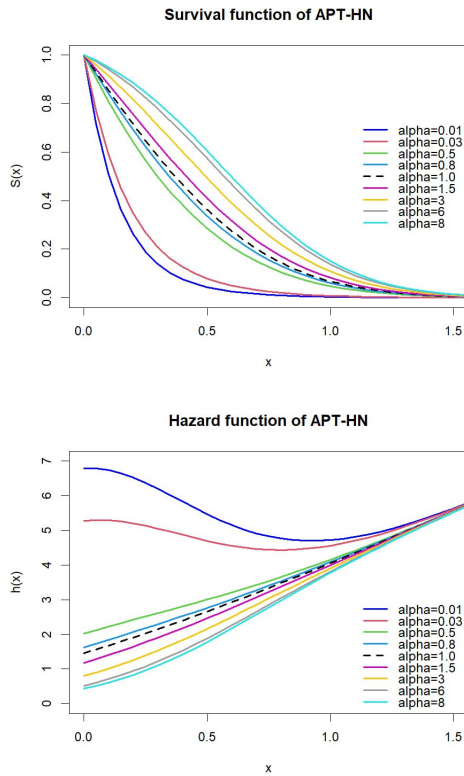 Survival function of APT-HN
1.0
0.8
0.6
0.4
0.2
0.0
S(x)
alpha=0.01
alpha=0.03
alpha=0.5
alpha=0.8
alpha=1.0
alpha=1.5
alpha=3
alpha=6
alpha=8
0.0 0.5 1.0 1.5
x
Hazard function of APT-HN
7
6
5
4
3
2
1
0
h(x)
alpha=0.01
alpha=0.03
alpha=0.5
alpha=0.8
alpha=1.0
alpha=1.5
alpha=3
alpha=6
alpha=8
0.0 0.5 1.0 1.5
x